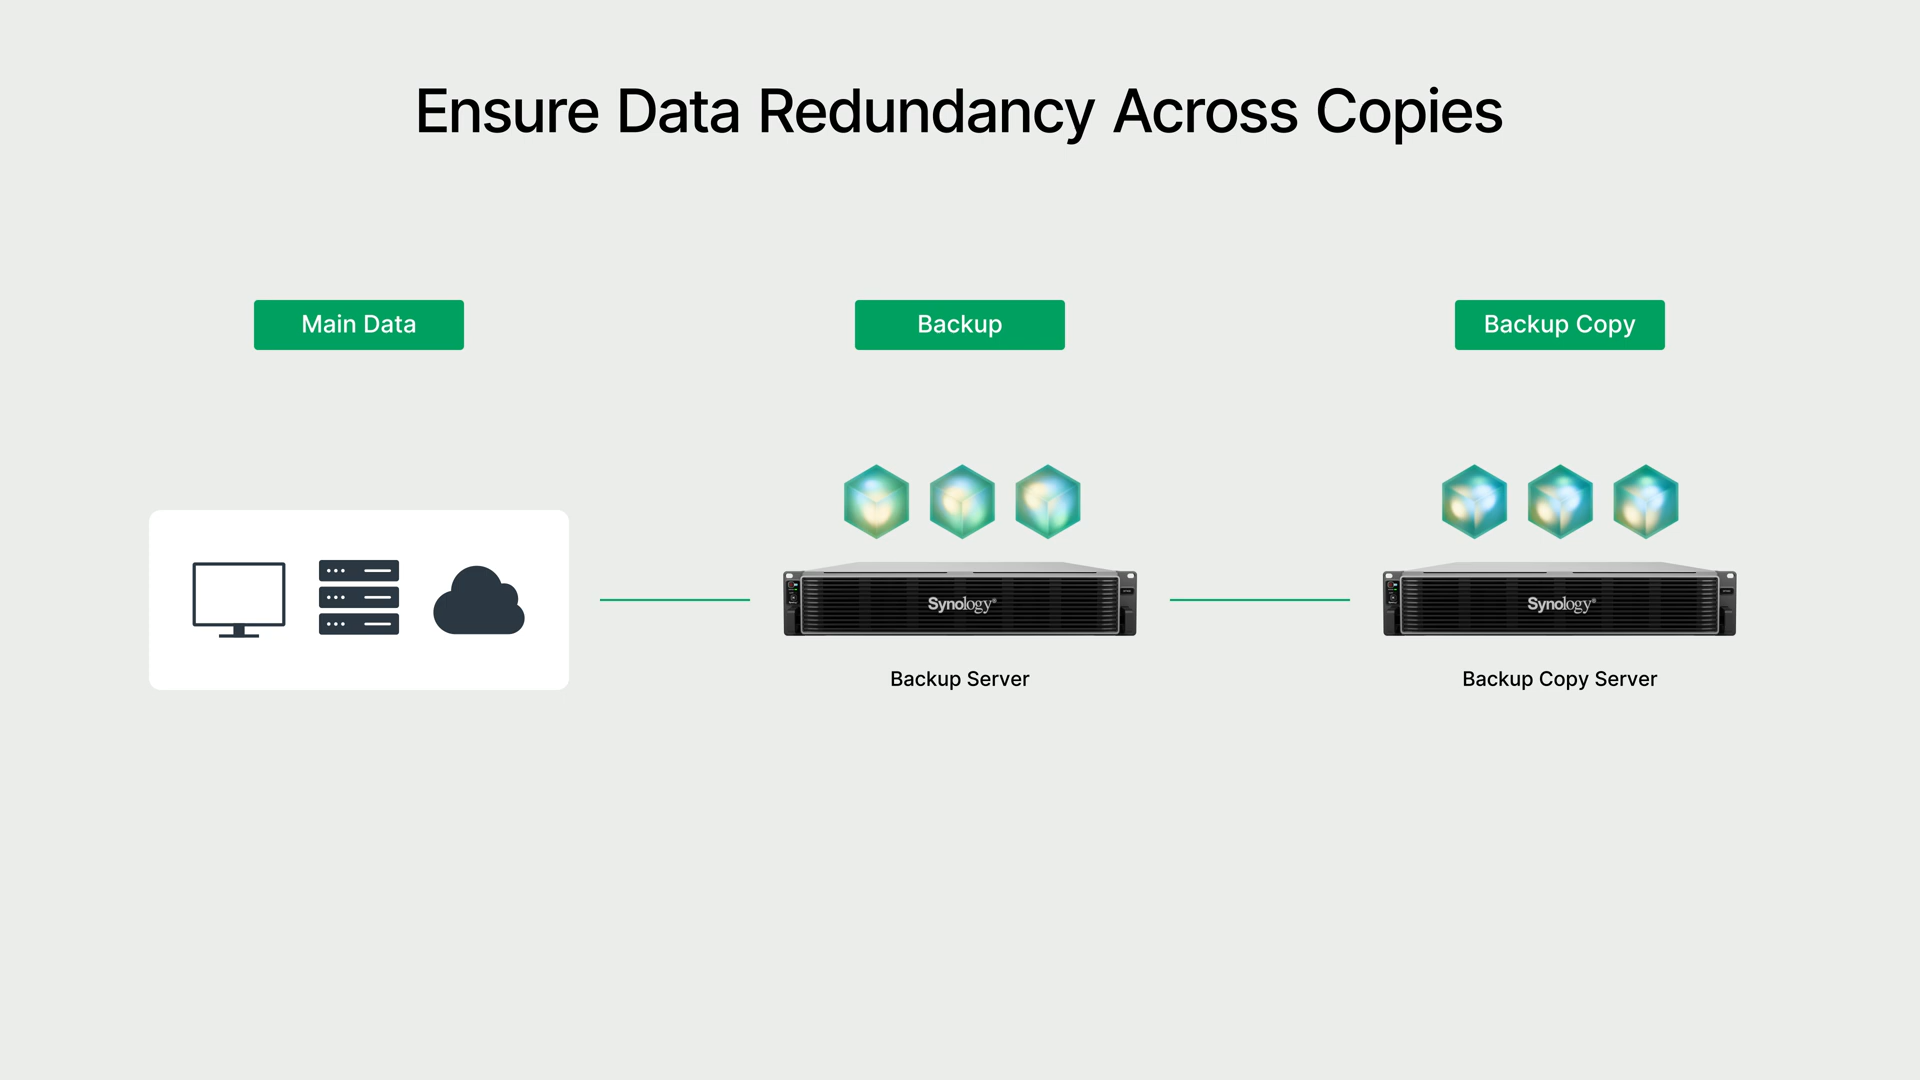 Ensure Data Redundancy Across Copies
Main Data
Backup
Backup Copy
Synology®
Synology®
Backup Server
Backup Copy Server